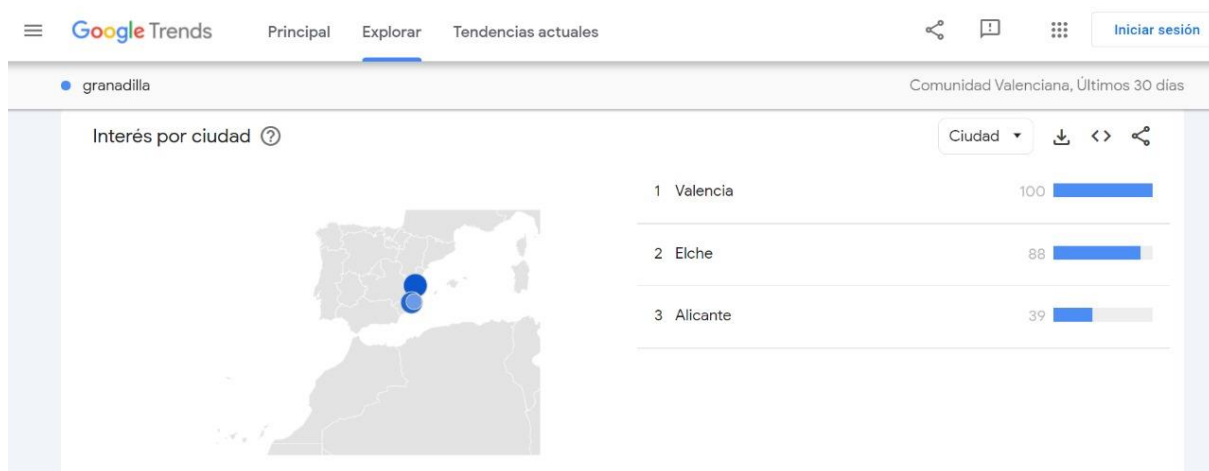 Google Trends Principal Explorar Tendencias actuales Iniciar sesión
granadilla Comunidad Valenciana, Últimos 30 días
Interés por ciudad Ciudad
1 Valencia 100
2 Elche 88
3 Alicante 39